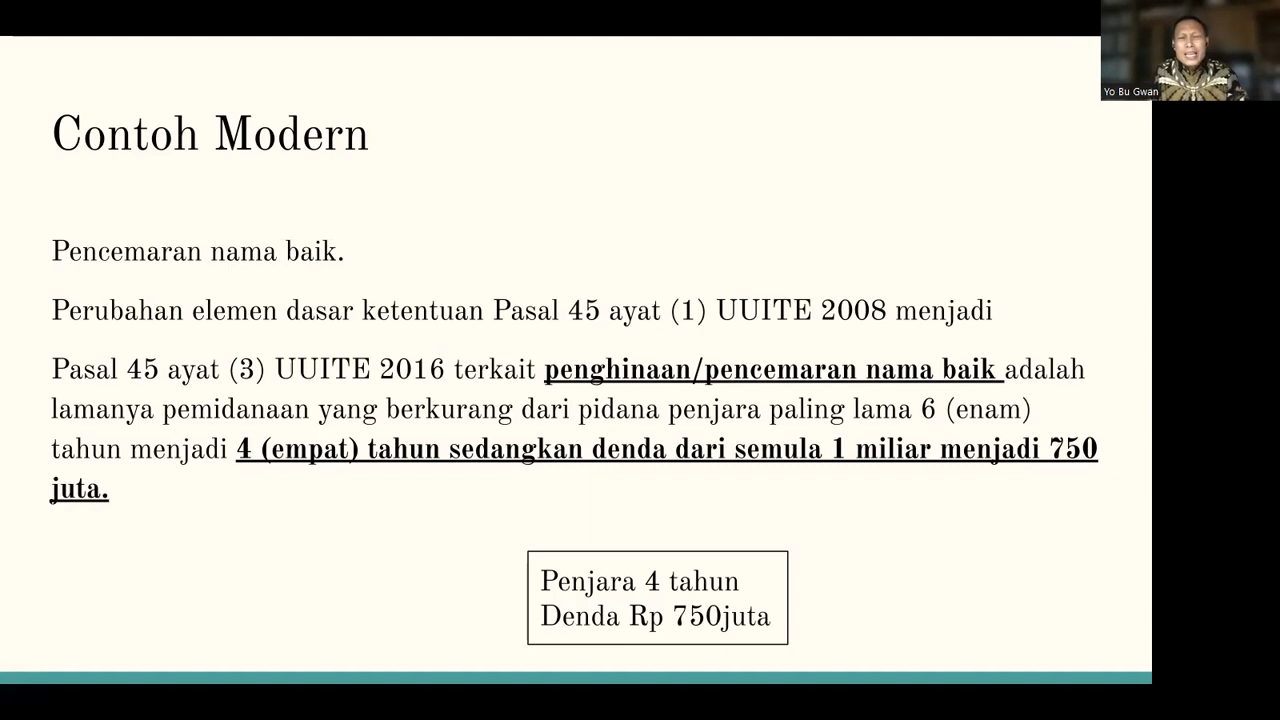 Yo Bu Gwan
Contoh Modern
Pencemaran nama baik.
Perubahan elemen dasar ketentuan Pasal 45 ayat (1) UUITE 2008 menjadi
Pasal 45 ayat (3) UUITE 2016 terkait penghinaan/pencemaran nama baik adalah
lamanya pemidanaan yang berkurang dari pidana penjara paling lama 6 (enam)
tahun menjadi 4 (empat) tahun sedangkan denda dari semula 1 miliar menjadi 750
juta.
Penjara 4 tahun
Denda Rp 750juta